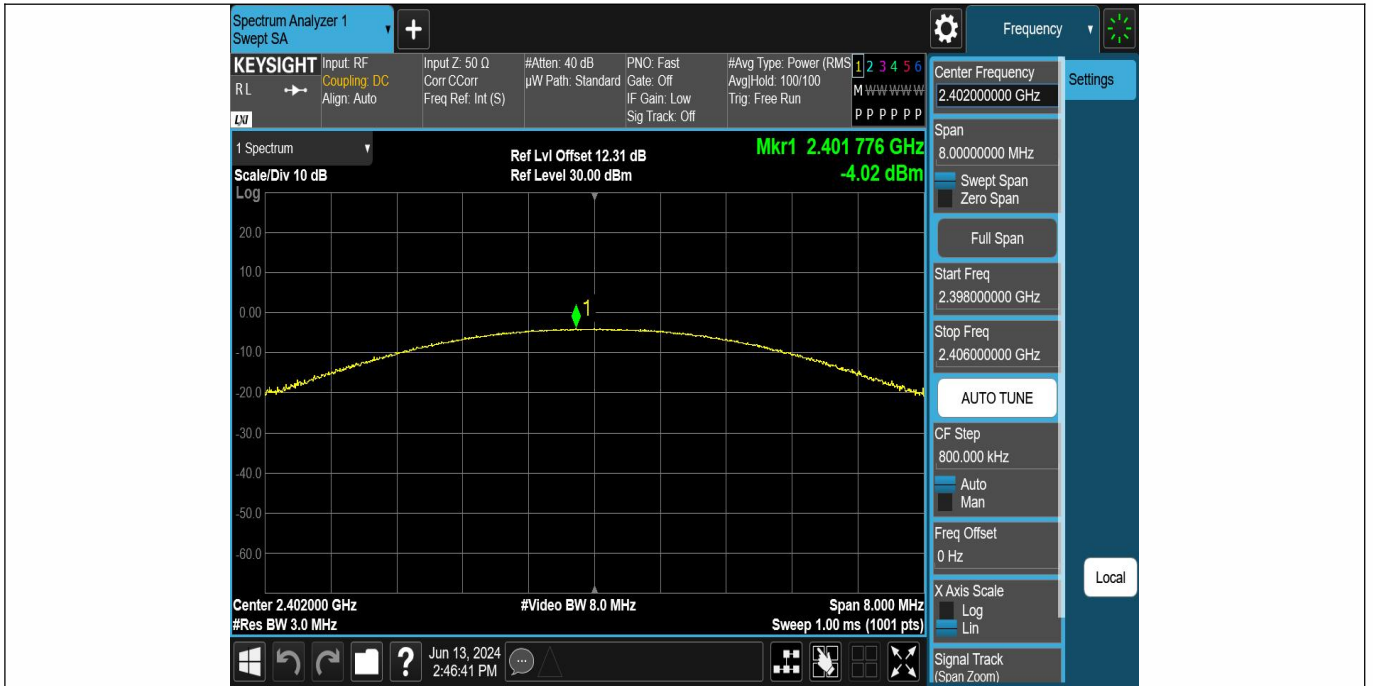 Spectrum Analyzer 1
Swept SA
+
Frequency
KEYSIGHT
R L
LXI
Input: RF
Coupling: DC
Align: Auto
Input Z: 50 Ω
Corr CCorr
Freq Ref: Int (S)
#Atten: 40 dB
µW Path: Standard
PNO: Fast
Gate: Off
IF Gain: Low
Sig Track: Off
#Avg Type: Power (RMS
Avg|Hold: 100/100
Trig: Free Run
1 2 3 4 5 6
M W W W W W
P P P P P P
1 Spectrum
Scale/Div 10 dB
Log
Ref Lvl Offset 12.31 dB
Ref Level 30.00 dBm
Mkr1 2.401 776 GHz
-4.02 dBm
20.0
10.0
0.00
-10.0
-20.0
-30.0
-40.0
-50.0
-60.0
1
Center 2.402000 GHz
#Res BW 3.0 MHz
#Video BW 8.0 MHz
Span 8.000 MHz
Sweep 1.00 ms (1001 pts)
?
Jun 13, 2024
2:46:41 PM
Center Frequency
2.402000000 GHz
Span
8.00000000 MHz
Swept Span
Zero Span
Full Span
Start Freq
2.398000000 GHz
Stop Freq
2.406000000 GHz
AUTO TUNE
CF Step
800.000 kHz
Auto
Man
Freq Offset
0 Hz
X Axis Scale
Log
Lin
Signal Track
(Span Zoom)
Settings
Local